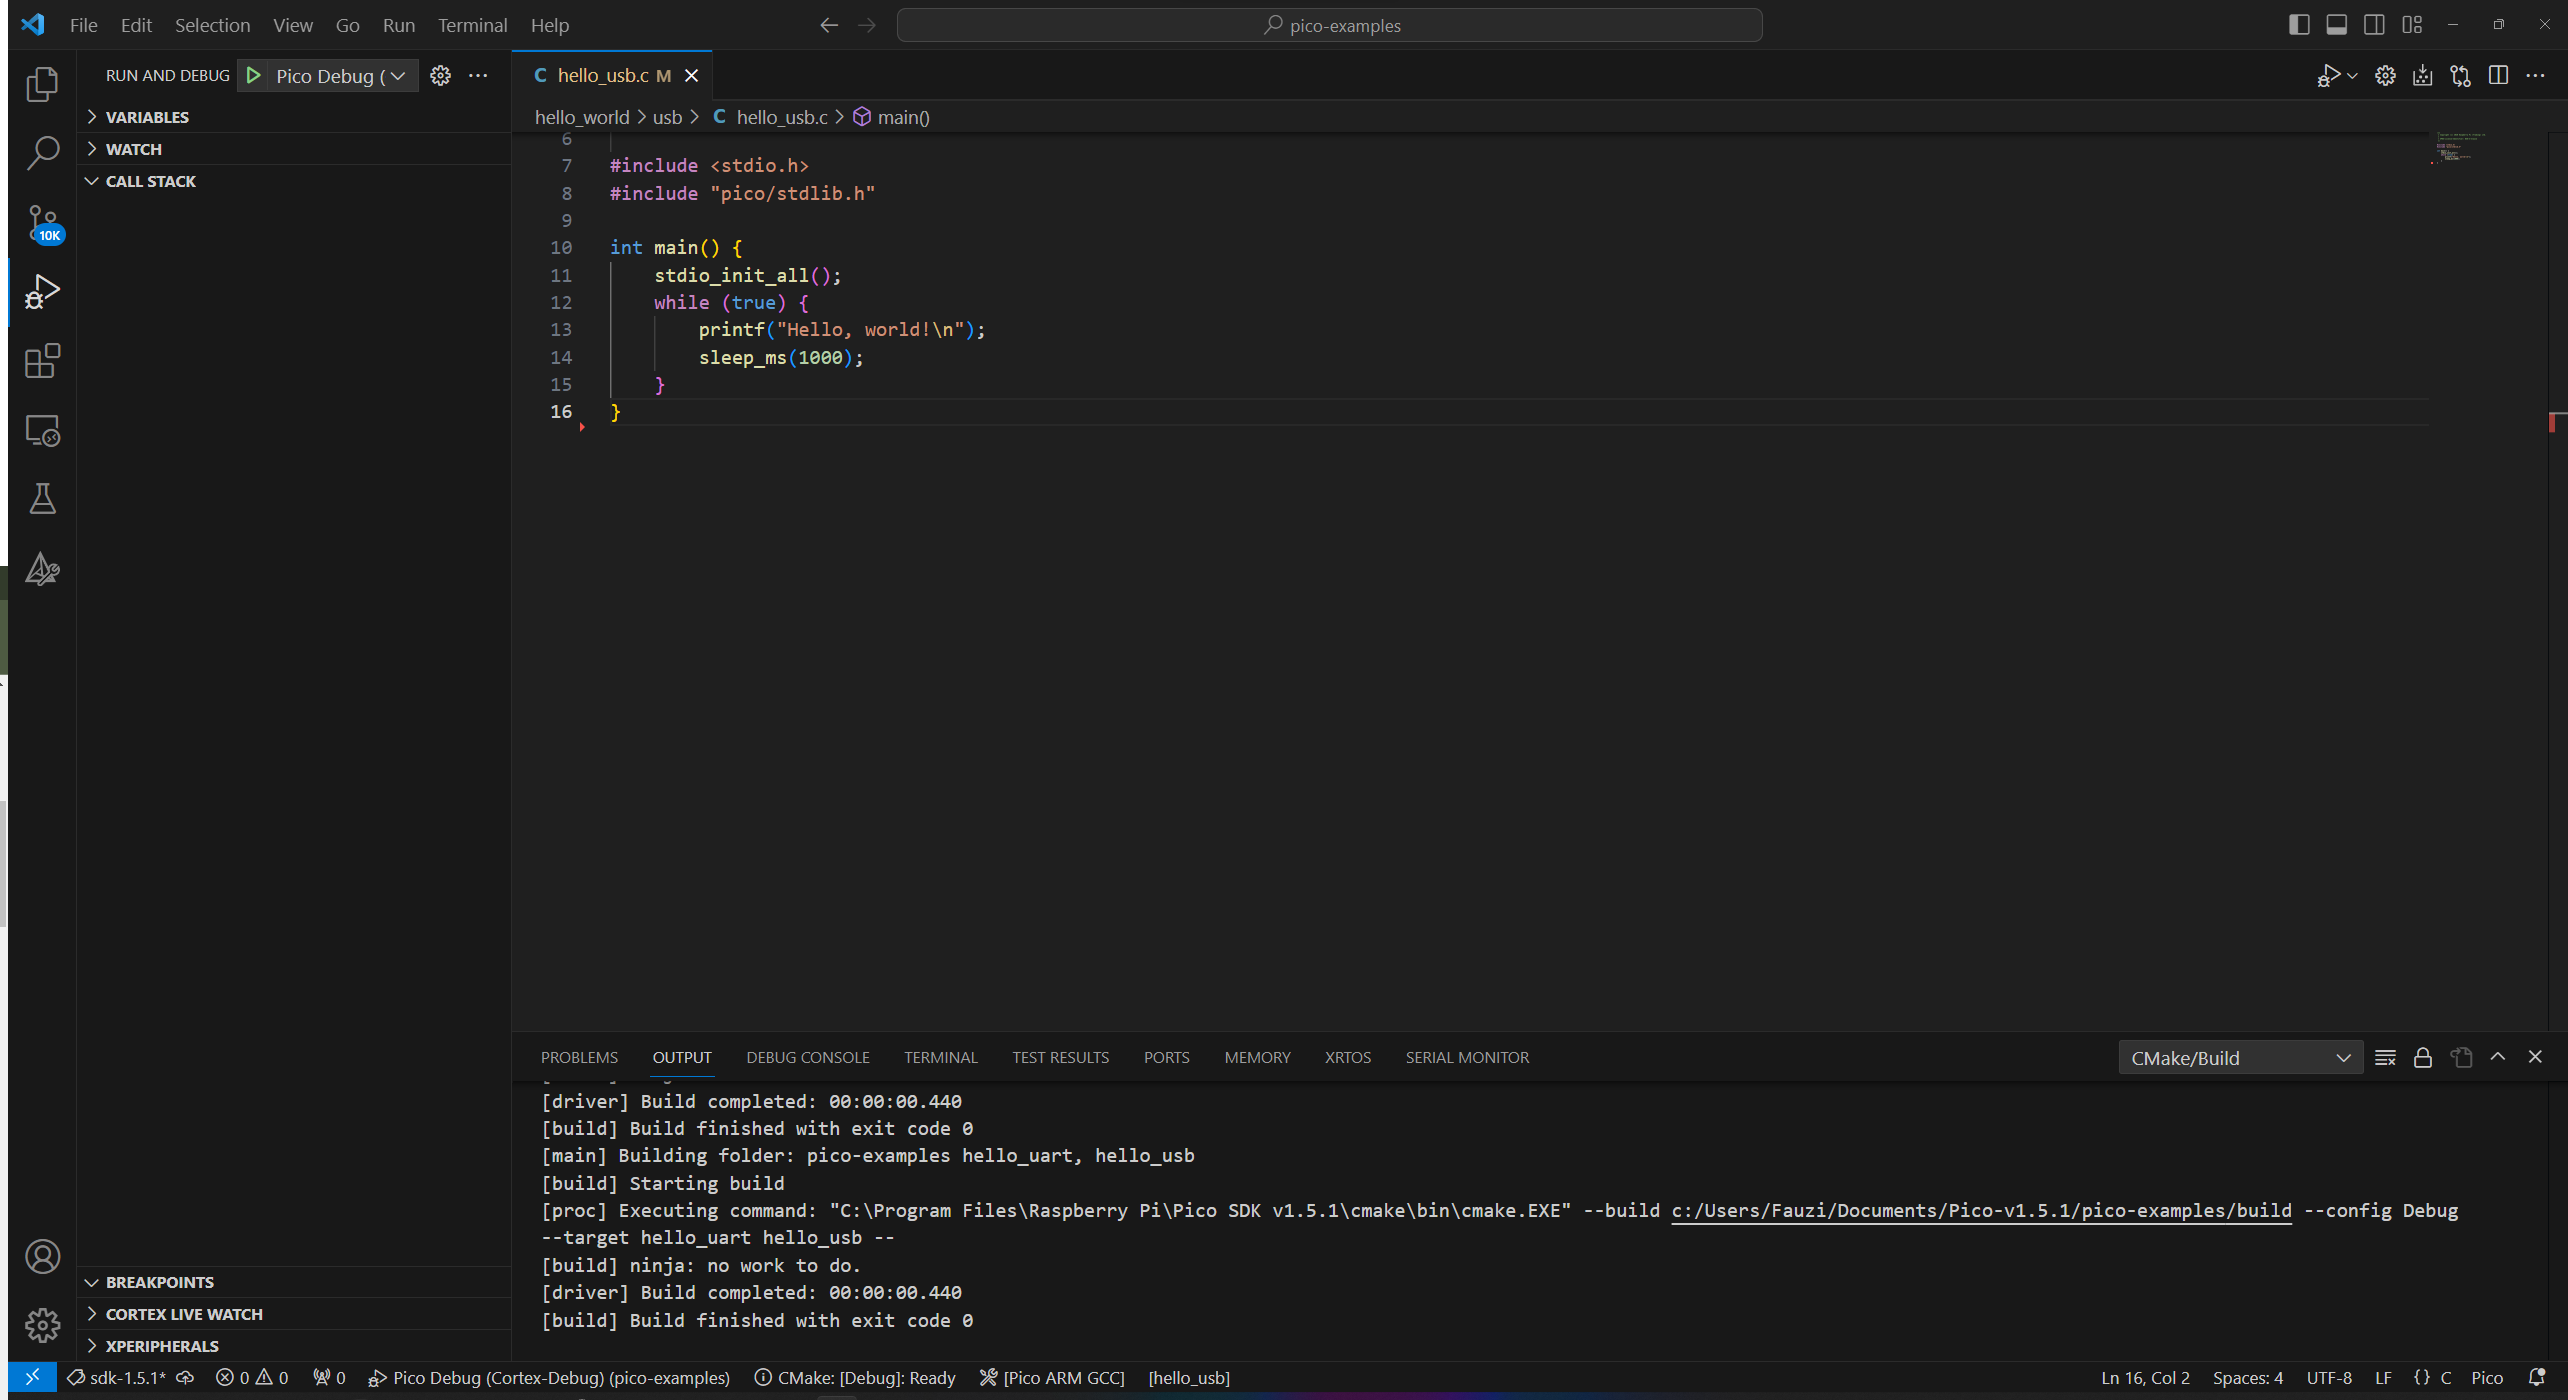 File Edit Selection View Go Run Terminal Help
pico-examples
RUN AND DEBUG Pico Debug (
VARIABLES
WATCH
CALL STACK
10K
BREAKPOINTS
CORTEX LIVE WATCH
XPERIPHERALS
C hello_usb.c M
hello_world > usb > C hello_usb.c > main()
6
7 #include <stdio.h>
8 #include "pico/stdlib.h"
9
10 int main() {
11 stdio_init_all();
12 while (true) {
13 printf("Hello, world!\n");
14 sleep_ms(1000);
15 }
16 }
PROBLEMS OUTPUT DEBUG CONSOLE TERMINAL TEST RESULTS PORTS MEMORY XRTOS SERIAL MONITOR
CMake/Build
[driver] Build completed: 00:00:00.440
[build] Build finished with exit code 0
[main] Building folder: pico-examples hello_uart, hello_usb
[build] Starting build
[proc] Executing command: "C:\Program Files\Raspberry Pi\Pico SDK v1.5.1\cmake\bin\cmake.EXE" --build c:/Users/Fauzi/Documents/Pico-v1.5.1/pico-examples/build --config Debug
--target hello_uart hello_usb --
[build] ninja: no work to do.
[driver] Build completed: 00:00:00.440
[build] Build finished with exit code 0
sdk-1.5.1* 0 0 0 Pico Debug (Cortex-Debug) (pico-examples) CMake: [Debug]: Ready [Pico ARM GCC] [hello_usb] Ln 16, Col 2 Spaces: 4 UTF-8 LF {} C Pico